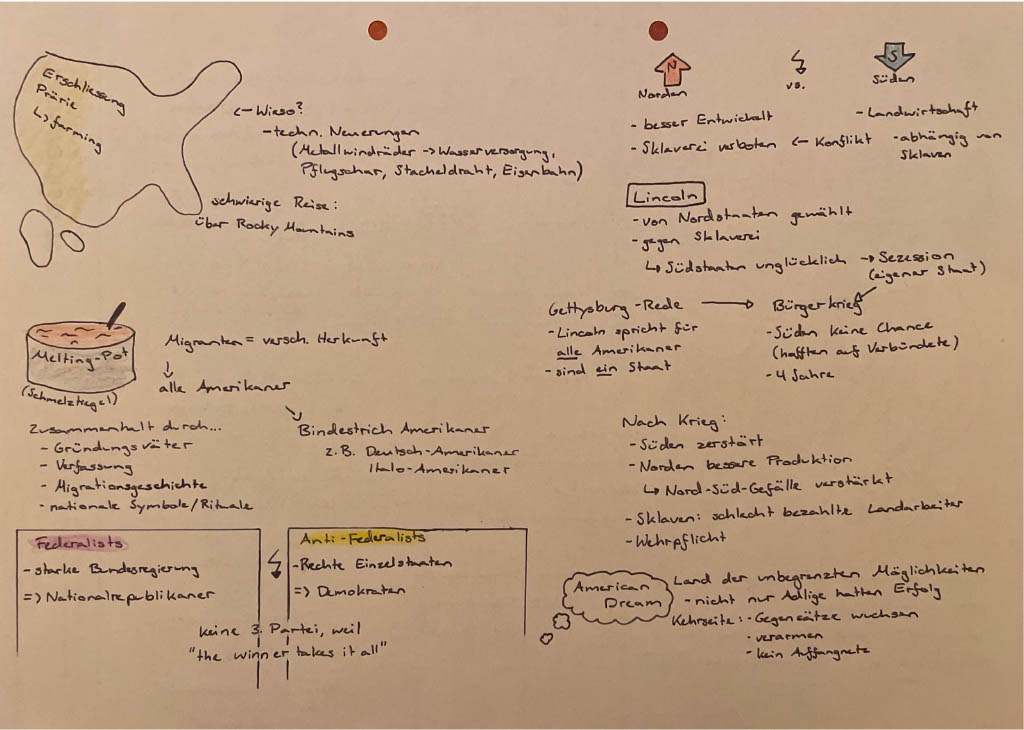 Erschliessung
Prärie
↳ farming
← Wieso?
- techn. Neuerungen
(Metallwindräder → Wasserversorgung,
Pflugschar, Stacheldraht, Eisenbahn)
schwierige Reise:
über Rocky Mountains
Melting-Pot
(Schmelztiegel)
Migranten = versch. Herkunft
↓
alle Amerikaner
Bindestrich Amerikaner
z.B. Deutsch-Amerikaner
Italo-Amerikaner
Zusammenhalt durch...
- Gründungsväter
- Verfassung
- Migrationsgeschichte
- nationale Symbole/Rituale
Federalists
- starke Bundesregierung
=> Nationalrepublikaner
Anti-Federalists
- Rechte Einzelstaaten
=> Demokraten
keine 3. Partei, weil
"the winner takes it all"
N
Norden
vs.
S
Süden
- besser Entwickelt
- Sklaverei verboten ← Konflikt
- Landwirtschaft
- abhängig von
Sklaven
Lincoln
- von Nordstaaten gewählt
- gegen Sklaverei
↳ Südstaaten unglücklich → Sezession
(eigener Staat)
Gettysburg-Rede → Bürgerkrieg
- Lincoln spricht für
alle Amerikaner
- sind ein Staat
- Süden keine Chance
(hofften auf Verbündete)
- 4 Jahre
Nach Krieg:
- Süden zerstört
- Norden bessere Produktion
↳ Nord-Süd-Gefälle verstärkt
- Sklaven: schlecht bezahlte Landarbeiter
- Wehrpflicht
American
Dream
Land der unbegrenzten Möglichkeiten
- nicht nur Adlige hatten Erfolg
Kehrseite: - Gegensätze wuchsen
- verarmen
- kein Auffangnetz